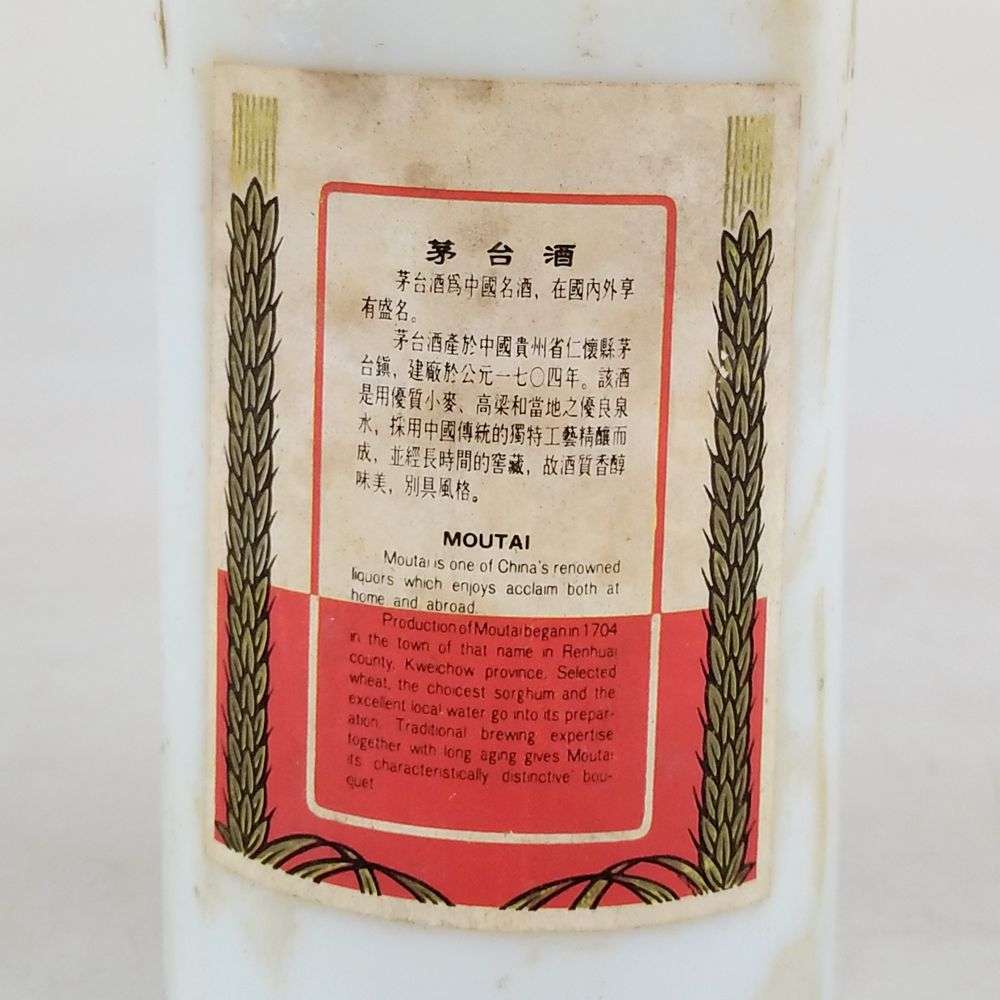 茅台酒
茅台酒爲中國名酒，在國內外享
有盛名。
茅台酒產於中國貴州省仁懷縣茅
台鎮，建廠於公元一七〇四年。該酒
是用優質小麥、高梁和當地之優良泉
水，採用中國傳統的獨特工藝精釀而
成，並經長時間的窖藏，故酒質香醇
味美，別具風格。
MOUTAI
Moutai is one of China's renowned
liquors which enjoys acclaim both at
home and abroad.
Production of Moutai began in 1704
in the town of that name in Renhuai
county, Kweichow province. Selected
wheat, the choicest sorghum and the
excellent local water go into its prepar-
ation. Traditional brewing expertise
together with long aging gives Moutai
its characteristically distinctive bou-
quet